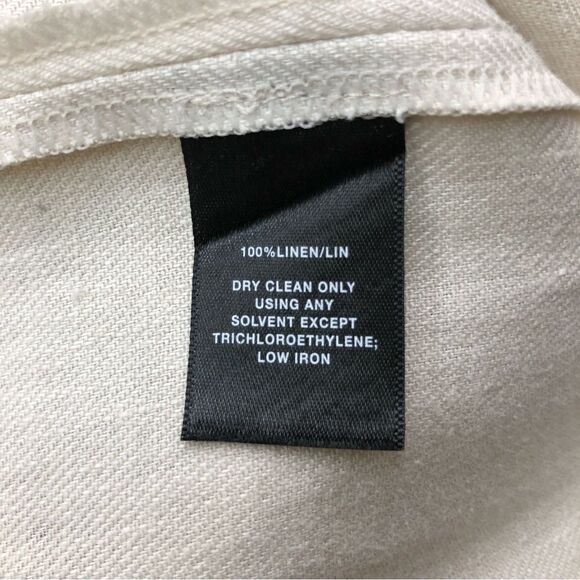 100%LINEN/LIN
DRY CLEAN ONLY
USING ANY
SOLVENT EXCEPT
TRICHLOROETHYLENE;
LOW IRON